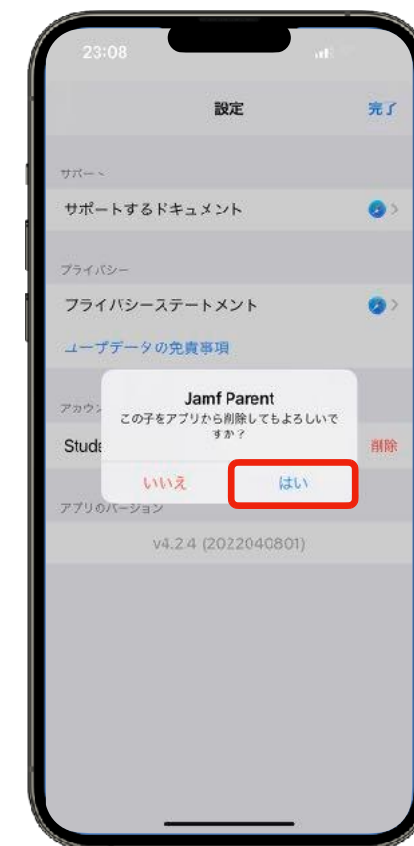 23:08
設定
完了
サポート
サポートするドキュメント
プライバシー
プライバシーステートメント
ユーザデータの免責事項
Jamf Parent
この子をアプリから削除してもよろしいで
すか？
アカウン
Stude
削除
いいえ
はい
アプリのバージョン
v4.2.4 (2022040801)